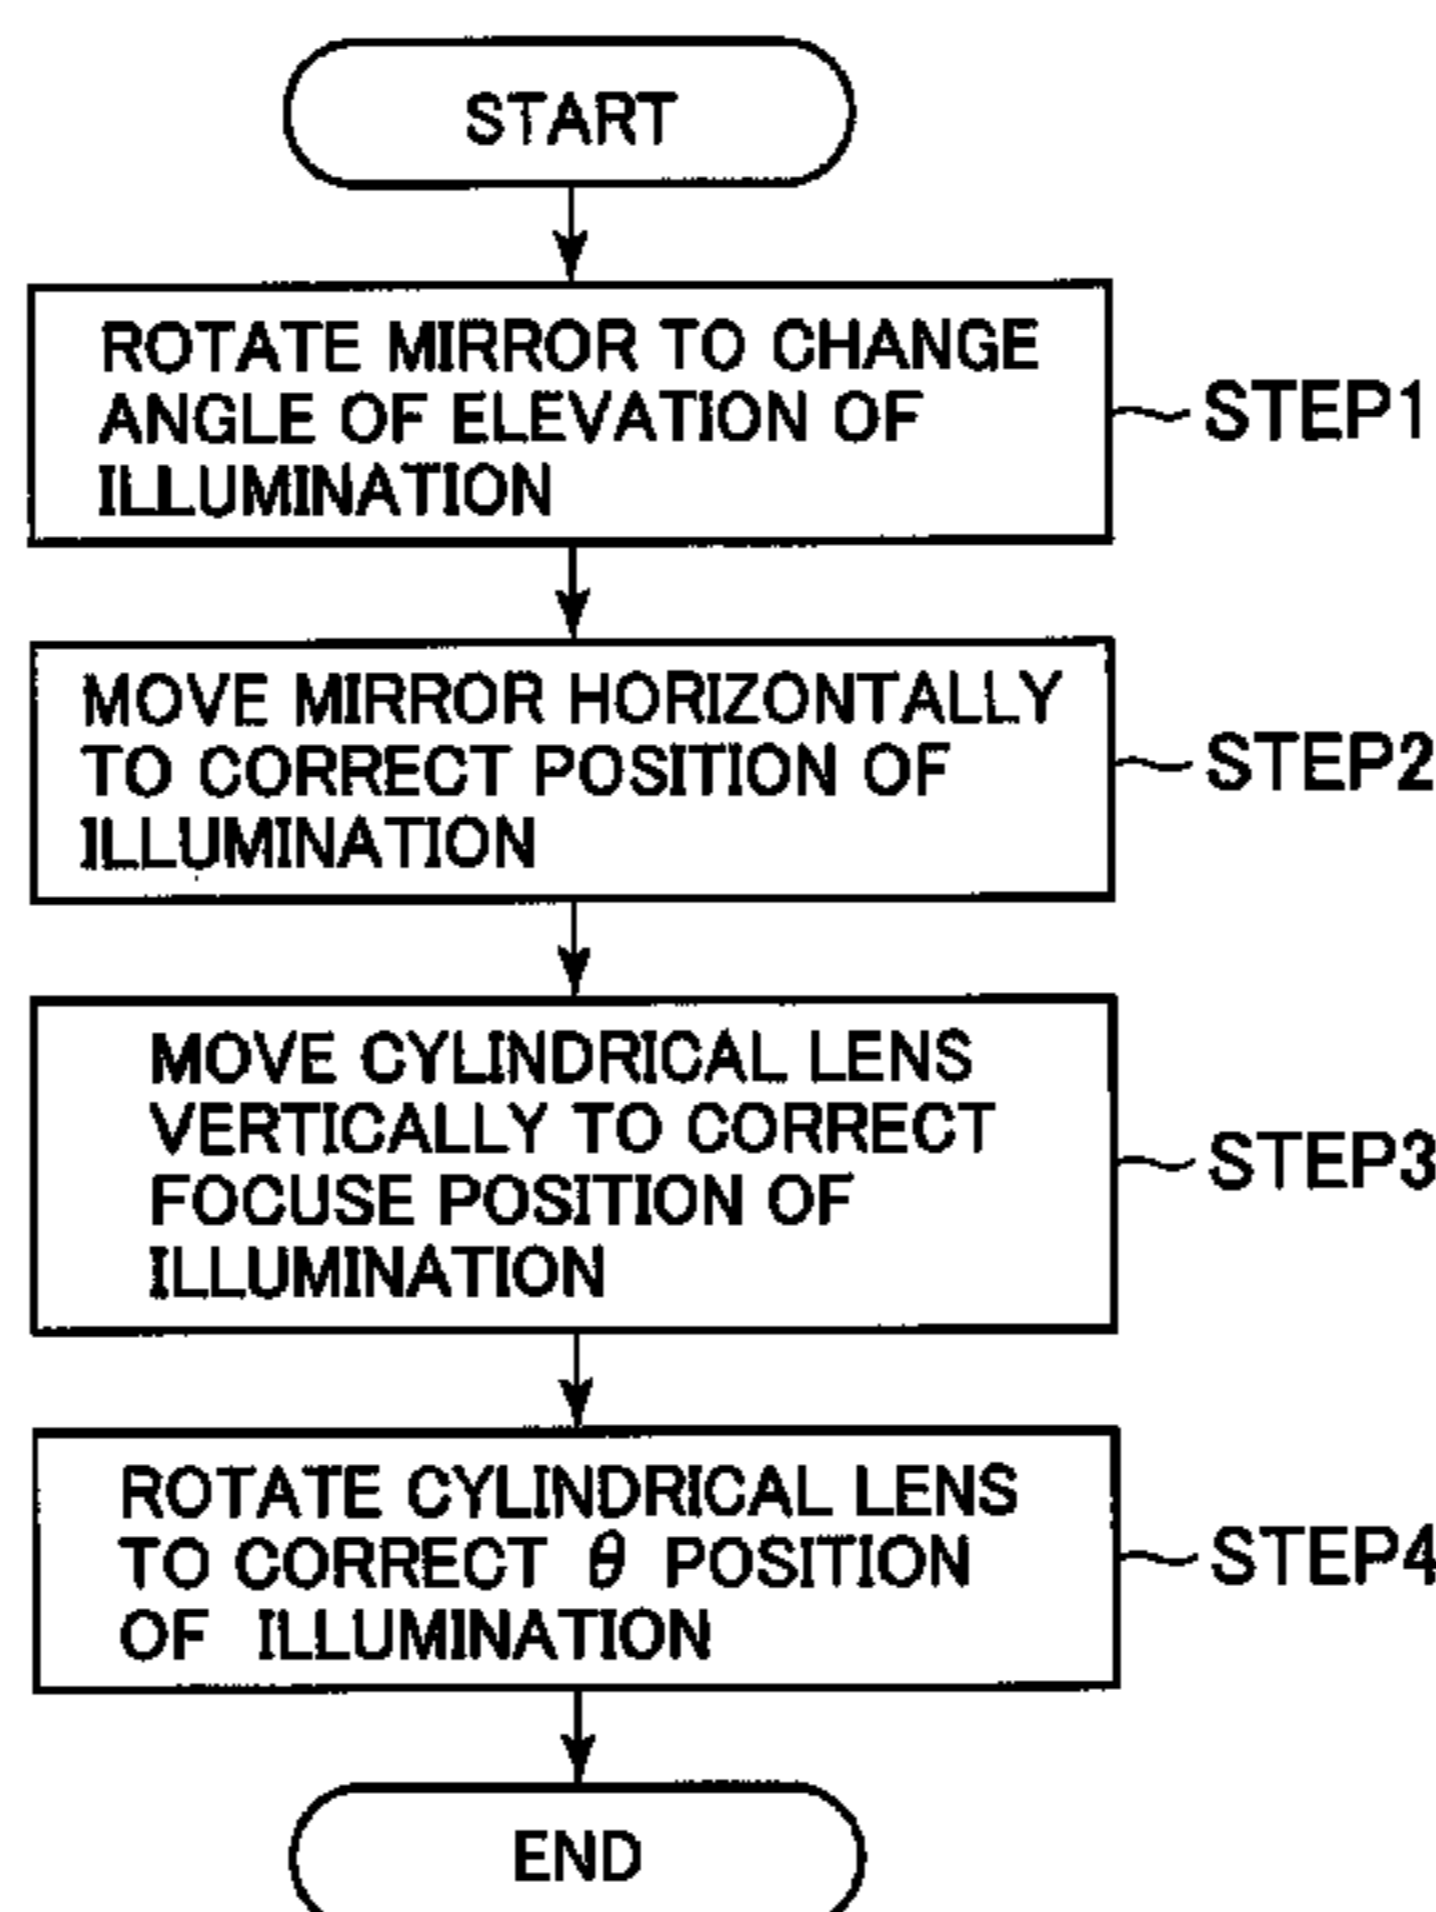 START
ROTATE MIRROR TO CHANGE
ANGLE OF ELEVATION OF
ILLUMINATION
STEP1
MOVE MIRROR HORIZONTALLY
TO CORRECT POSITION OF
ILLUMINATION
STEP2
MOVE CYLINDRICAL LENS
VERTICALLY TO CORRECT
FOCUSE POSITION OF
ILLUMINATION
STEP3
ROTATE CYLINDRICAL LENS
TO CORRECT θ POSITION
OF ILLUMINATION
STEP4
END